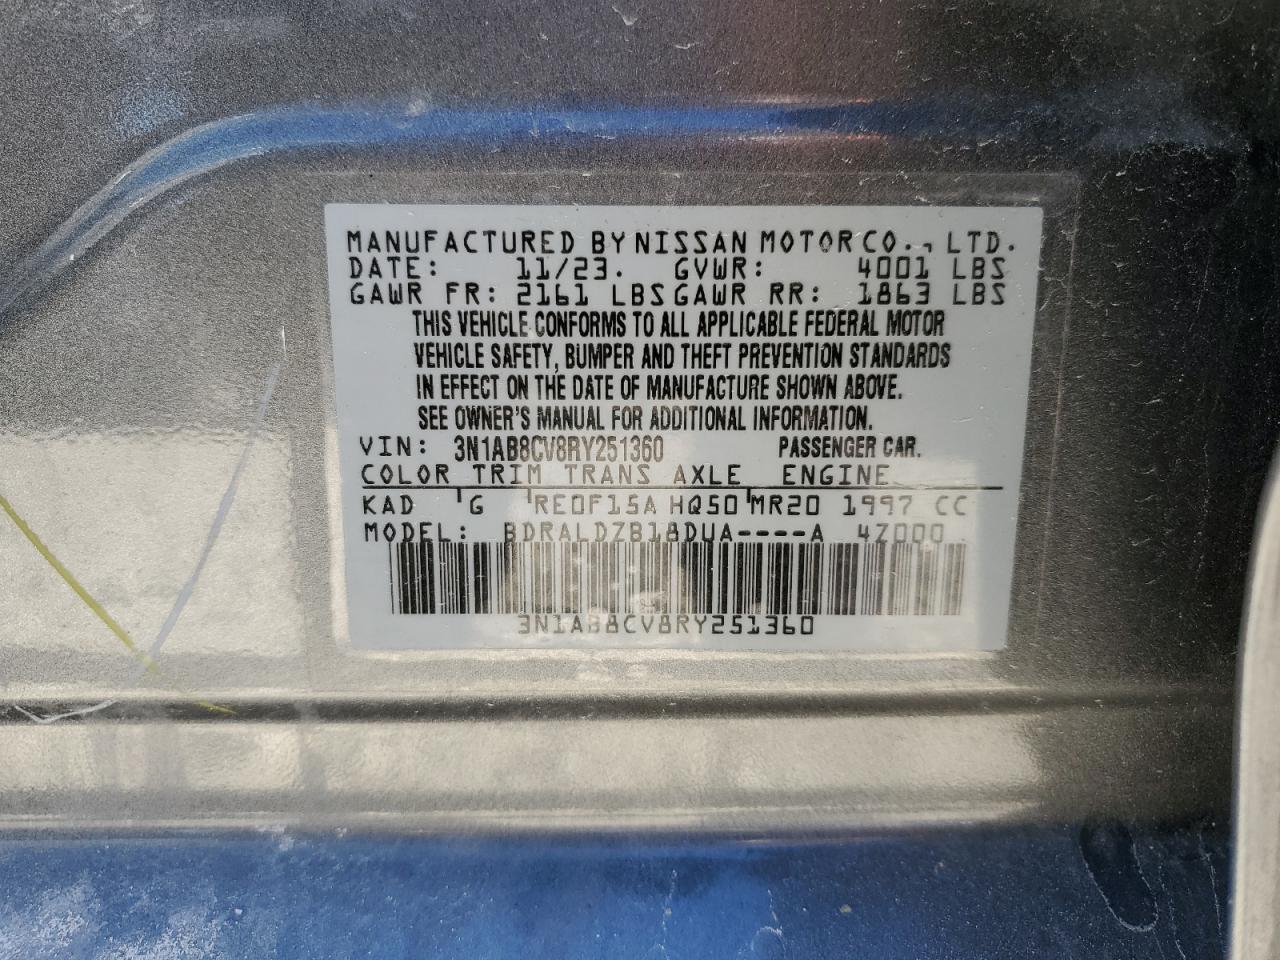 MANUFACTURED BY NISSAN MOTOR CO., LTD.
DATE: 11/23. GVWR: 4001 LBS
GAWR FR: 2161 LBS GAWR RR: 1863 LBS
THIS VEHICLE CONFORMS TO ALL APPLICABLE FEDERAL MOTOR
VEHICLE SAFETY, BUMPER AND THEFT PREVENTION STANDARDS
IN EFFECT ON THE DATE OF MANUFACTURE SHOWN ABOVE.
SEE OWNER'S MANUAL FOR ADDITIONAL INFORMATION.
VIN: 3N1AB8CV8RY251360 PASSENGER CAR.
COLOR TRIM TRANS AXLE ENGINE
KAD G RE0F15A HQ50 MR20 1997 CC
MODEL: BDRALDZB18DUA----A 4Z000
3N1AB8CV8RY251360